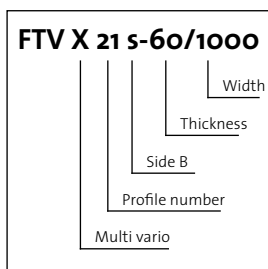 FTV X 21 s-60/1000
Width
Thickness
Side B
Profile number
Multi vario